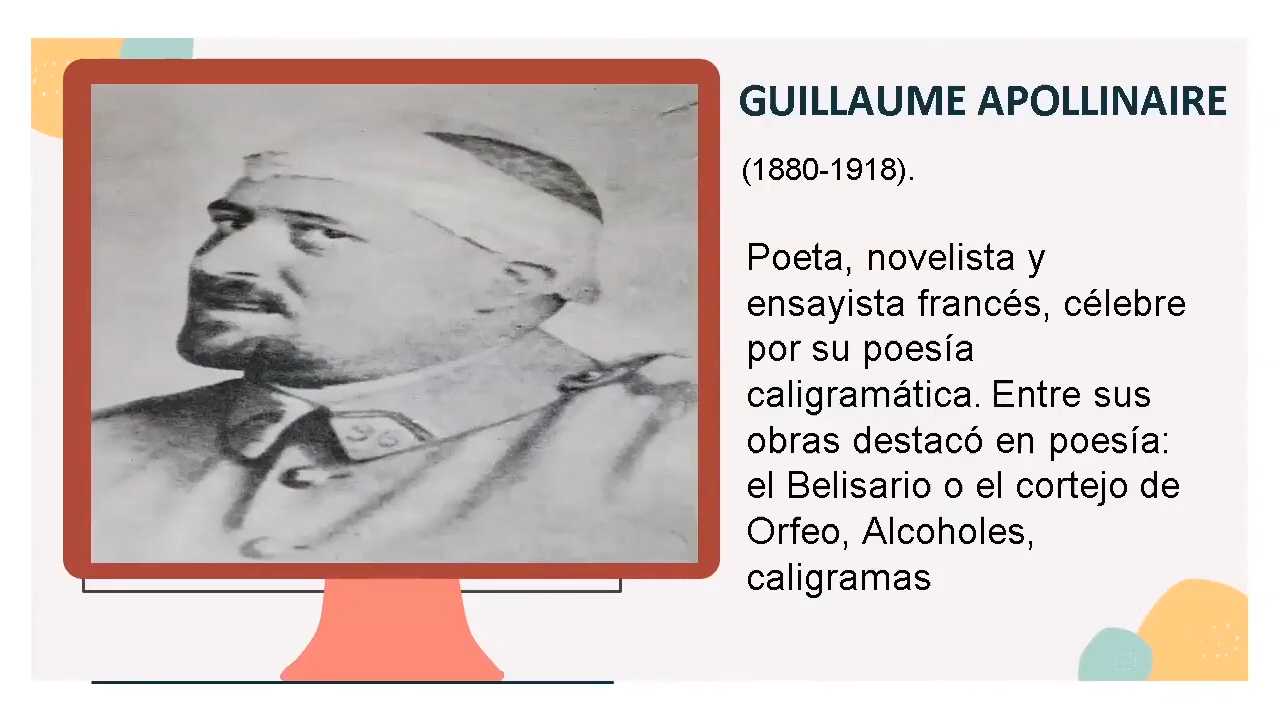 GUILLAUME APOLLINAIRE
(1880-1918).
Poeta, novelista y
ensayista francés, célebre
por su poesía
caligramática. Entre sus
obras destacó en poesía:
el Belisario o el cortejo de
Orfeo, Alcoholes,
caligramas
96